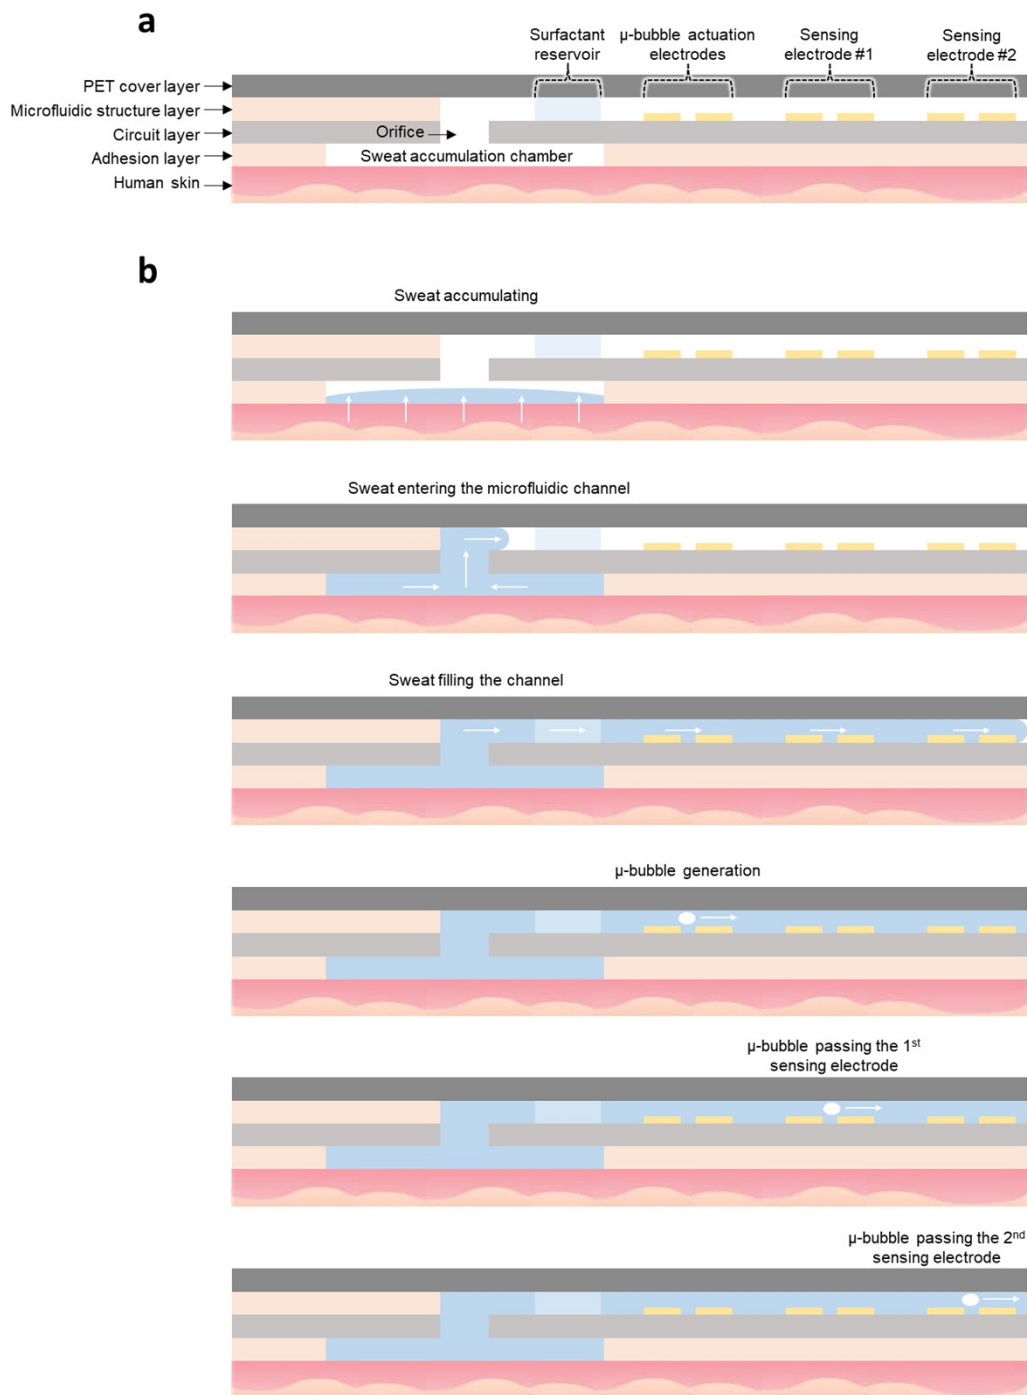 a
Surfactant
reservoir
μ-bubble actuation
electrodes
Sensing
electrode #1
Sensing
electrode #2
PET cover layer
Microfluidic structure layer
Circuit layer
Orifice
Adhesion layer
Sweat accumulation chamber
Human skin
b
Sweat accumulating
Sweat entering the microfluidic channel
Sweat filling the channel
μ-bubble generation
μ-bubble passing the 1st
sensing electrode
μ-bubble passing the 2nd
sensing electrode